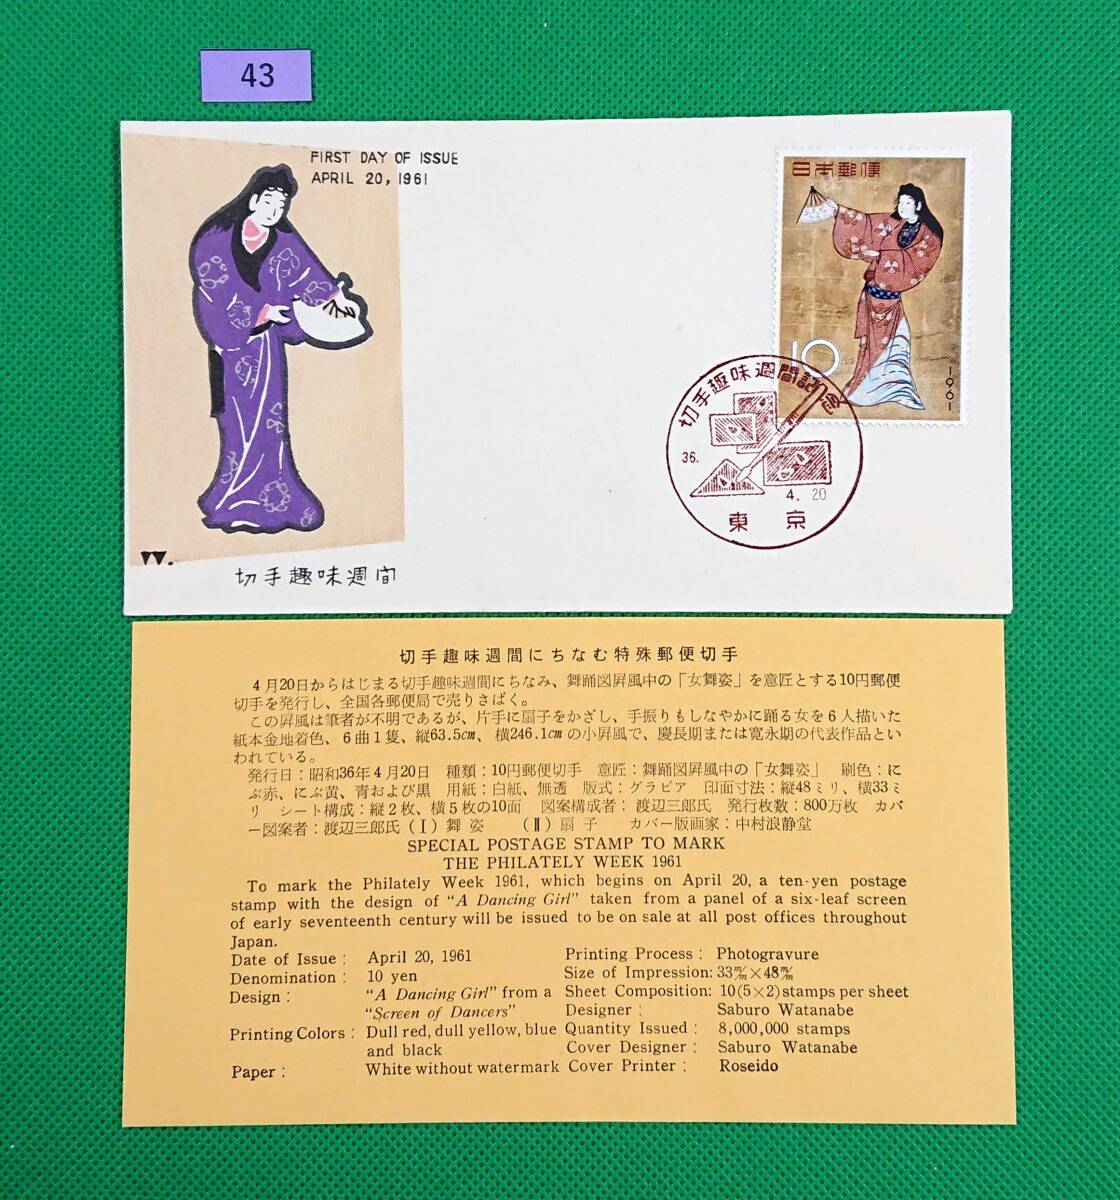 43
FIRST DAY OF ISSUE
APRIL 20, 1961
日本郵便
10
1961
切手趣味週間記念
36.
4. 20
東京
W.
切手趣味週间
切手趣味週間にちなむ特殊郵便切手
4月20日からはじまる切手趣味週間にちなみ、舞踊図屏風中の「女舞姿」を意匠とする10円郵便
切手を発行し、全国各郵便局で売りさばく。
この屏風は筆者が不明であるが、片手に扇子をかざし、手振りもしなやかに踊る女を6人描いた
紙本金地着色、6曲1隻、縦63.5cm、横246.1cmの小屏風で、慶長期または寛永期の代表作品とい
われている。
発行日：昭和36年4月20日 種類：10円郵便切手 意匠：舞踊図屏風中の「女舞姿」 刷色：に
ぶ赤、にぶ黄、青および黒 用紙：白紙、無透 版式：グラビア 印面寸法：縦48ミリ、横33ミ
リ シート構成：縦2枚、横5枚の10面 図案構成者：渡辺三郎氏 発行枚数：800万枚 カバ
ー図案者：渡辺三郎氏（Ⅰ）舞姿 （Ⅱ）扇子 カバー版画家：中村浪静堂
SPECIAL POSTAGE STAMP TO MARK
THE PHILATELY WEEK 1961
To mark the Philately Week 1961, which begins on April 20, a ten-yen postage
stamp with the design of "A Dancing Girl" taken from a panel of a six-leaf screen
of early seventeenth century will be issued to be on sale at all post offices throughout
Japan.
Date of Issue: April 20, 1961
Denomination: 10 yen
Design: "A Dancing Girl" from a
"Screen of Dancers"
Printing Colors: Dull red, dull yellow, blue
and black
Paper: White without watermark
Printing Process: Photogravure
Size of Impression: 33m/m×48m/m
Sheet Composition: 10(5×2)stamps per sheet
Designer: Saburo Watanabe
Quantity Issued: 8,000,000 stamps
Cover Designer: Saburo Watanabe
Cover Printer: Roseido